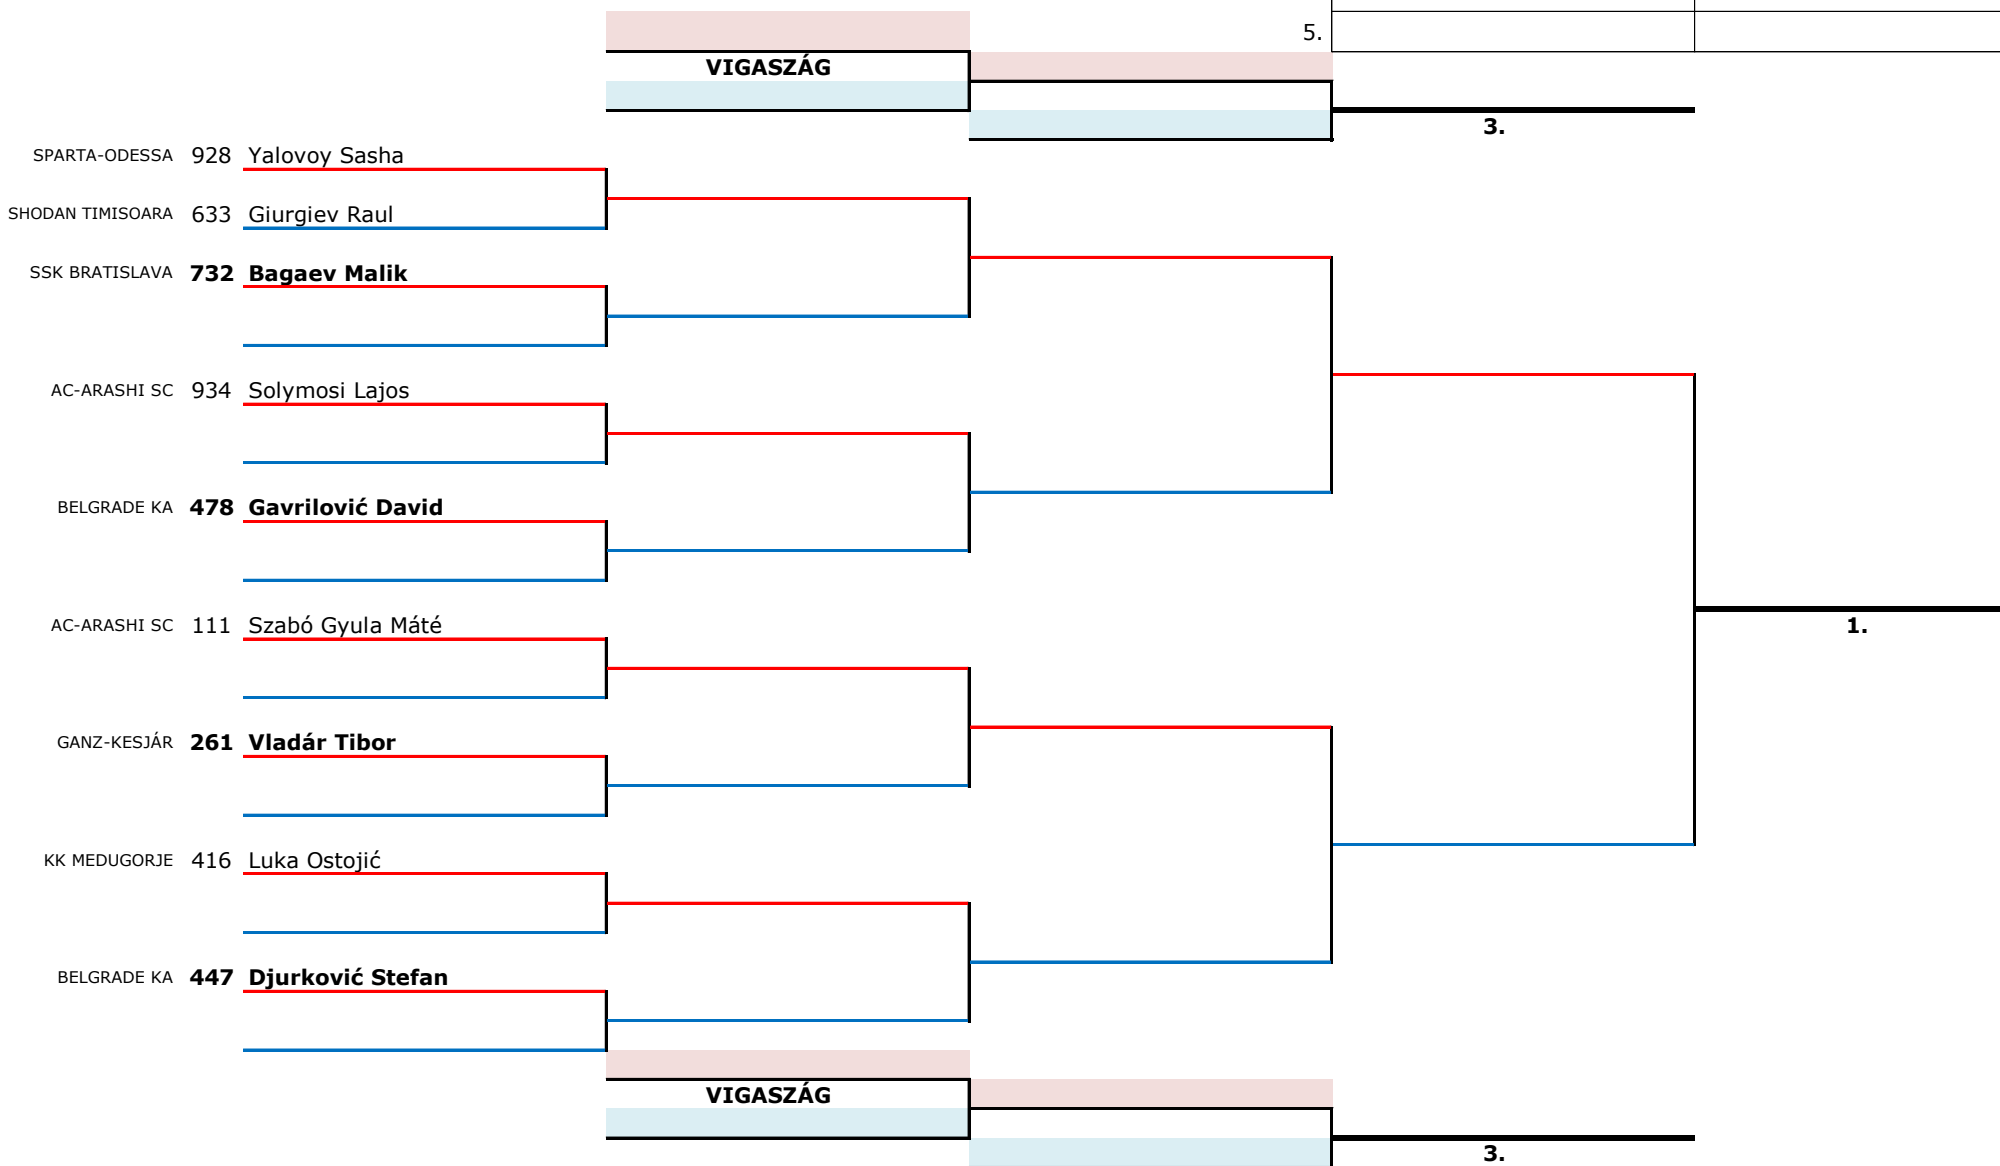 5.
VIGASZÁG
3.
SPARTA-ODESSA 928 Yalovoy Sasha
SHODAN TIMISOARA 633 Giurgiev Raul
SSK BRATISLAVA 732 Bagaev Malik
AC-ARASHI SC 934 Solymosi Lajos
BELGRADE KA 478 Gavrilović David
AC-ARASHI SC 111 Szabó Gyula Máté
1.
GANZ-KESJÁR 261 Vladár Tibor
KK MEDUGORJE 416 Luka Ostojić
BELGRADE KA 447 Djurković Stefan
VIGASZÁG
3.